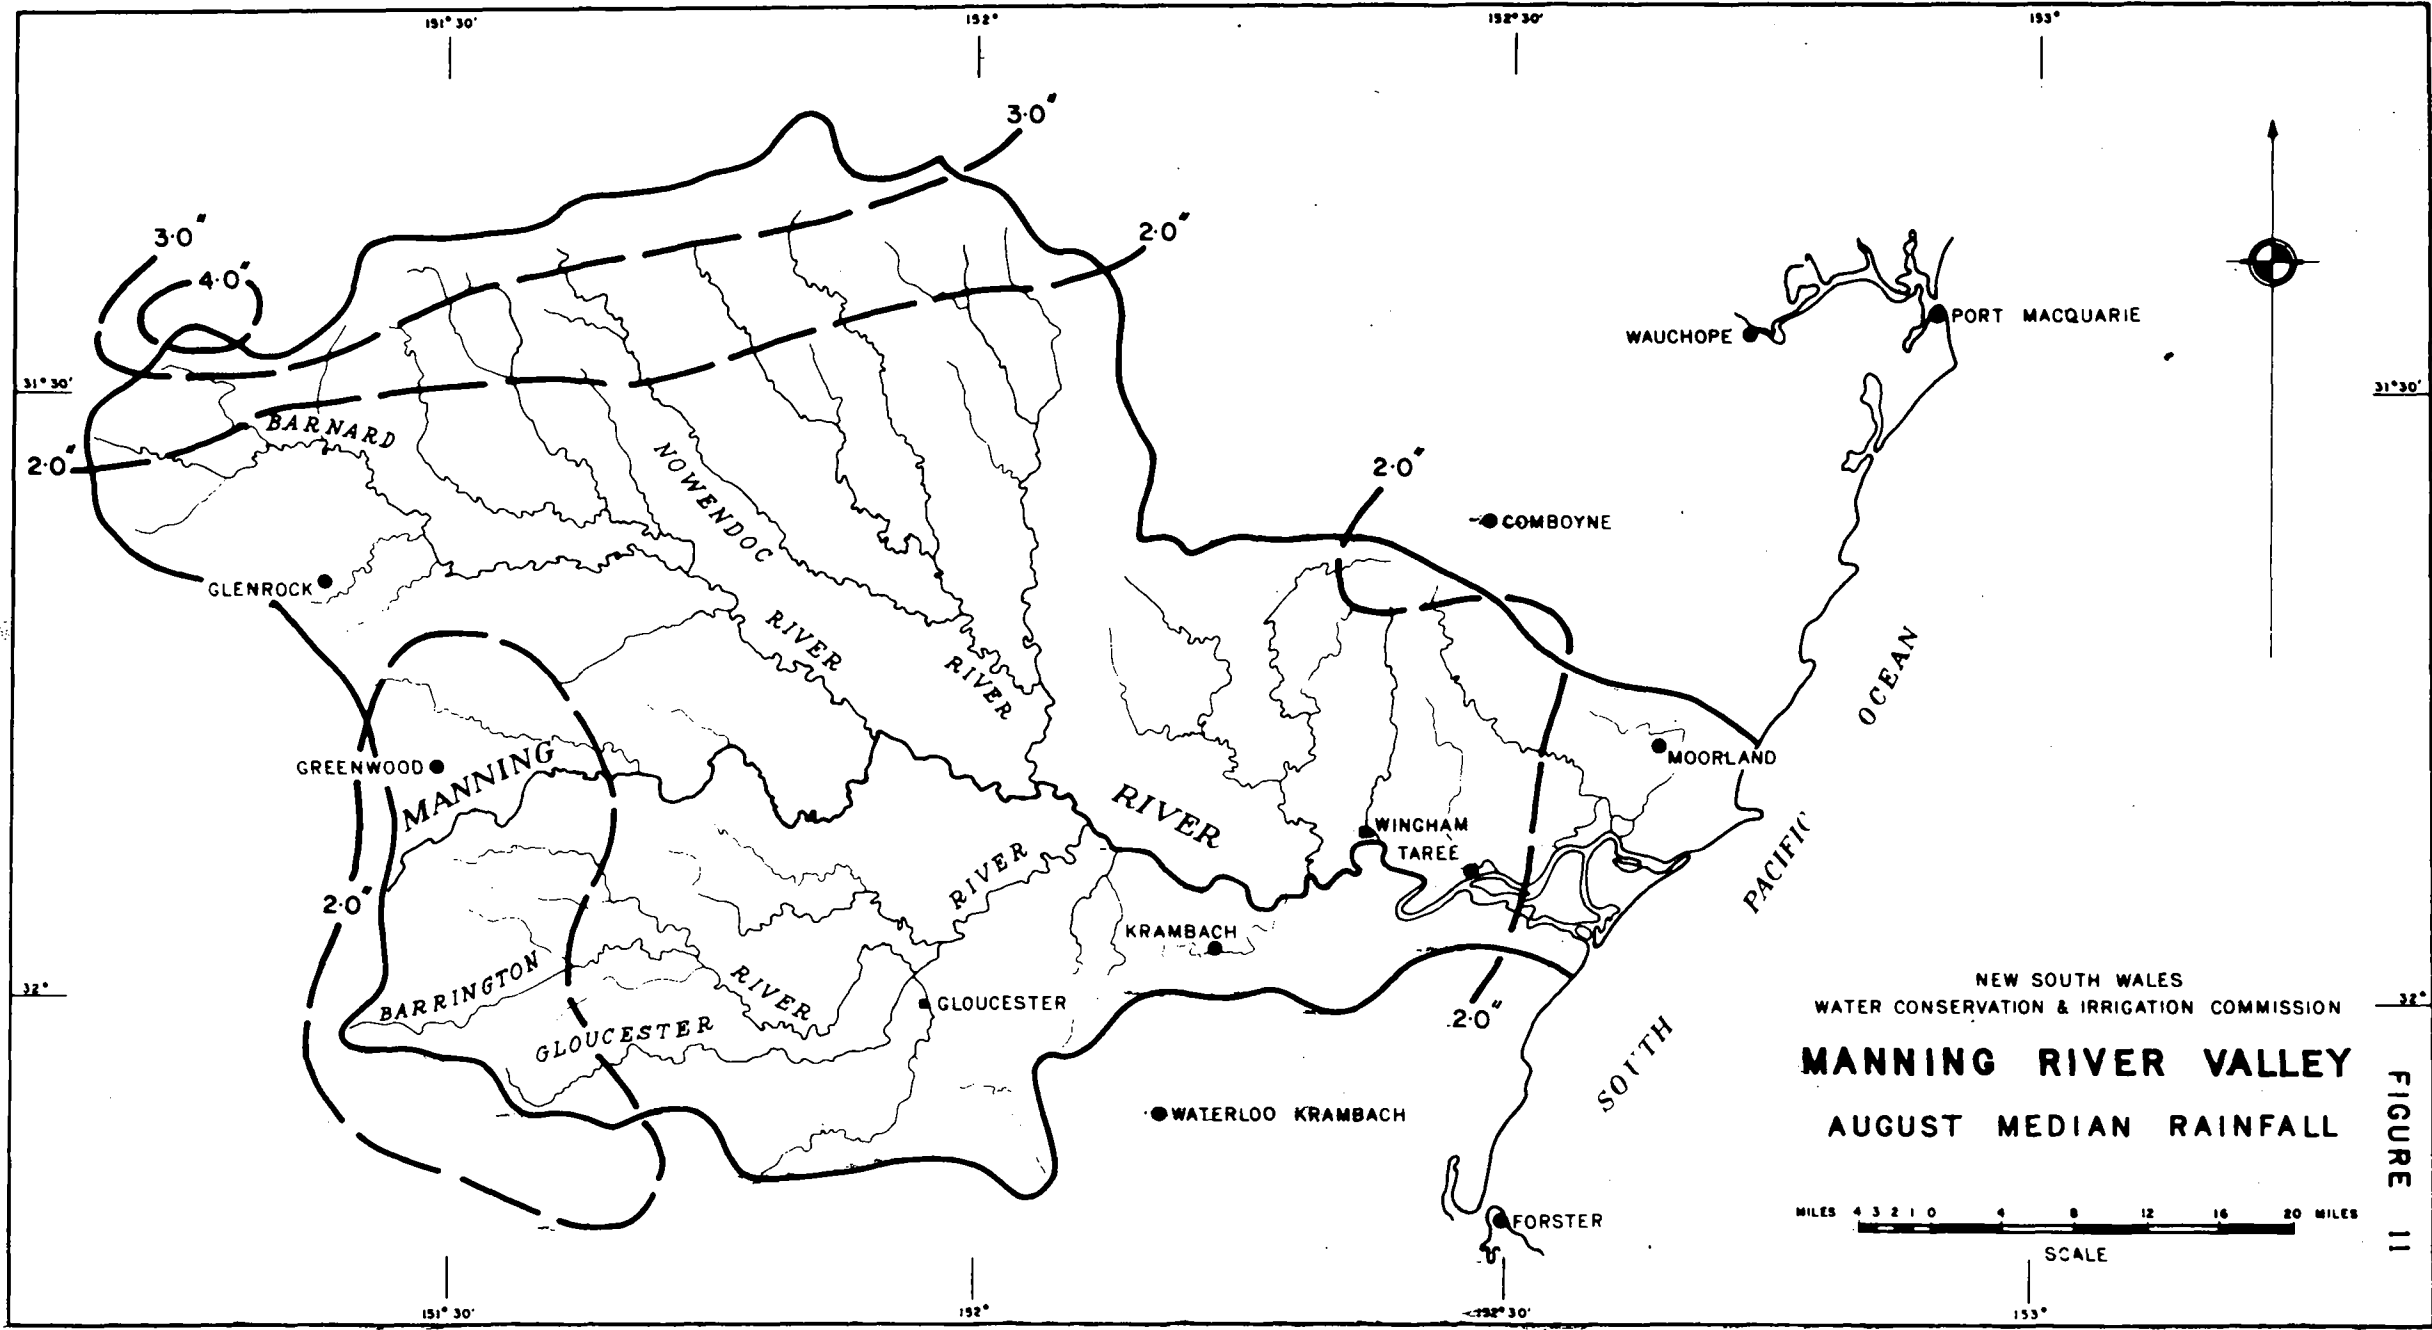 151° 30'
152°
152° 30'
153°
3·0"
2·0"
3·0"
4·0"
PORT MACQUARIE
WAUCHOPE
31° 30'
31° 30'
BARNARD
2·0"
NOWENDOC
2·0"
COMBOYNE
GLENROCK
RIVER
RIVER
OCEAN
GREENWOOD
MANNING
MOORLAND
RIVER
WINGHAM
TAREE
PACIFIC
RIVER
2·0"
KRAMBACH
BARRINGTON
RIVER
32°
GLOUCESTER
GLOUCESTER
2·0"
SOUTH
32°
NEW SOUTH WALES
WATER CONSERVATION & IRRIGATION COMMISSION
MANNING RIVER VALLEY
AUGUST MEDIAN RAINFALL
WATERLOO KRAMBACH
FORSTER
MILES 4 3 2 1 0 4 8 12 16 20 MILES
SCALE
FIGURE 11
151° 30'
152°
152° 30'
153°